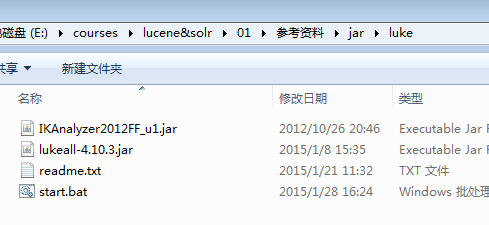 磁盘 (E:) ▸ courses ▸ lucene&solr ▸ 01 ▸ 参考资料 ▸ jar ▸ luke
共享 ▾ 新建文件夹
名称 修改日期 类型
IKAnalyzer2012FF_u1.jar 2012/10/26 20:46 Executable Jar F
lukeall-4.10.3.jar 2015/1/8 15:35 Executable Jar F
readme.txt 2015/1/21 11:32 TXT 文件
start.bat 2015/1/28 16:24 Windows 批处理